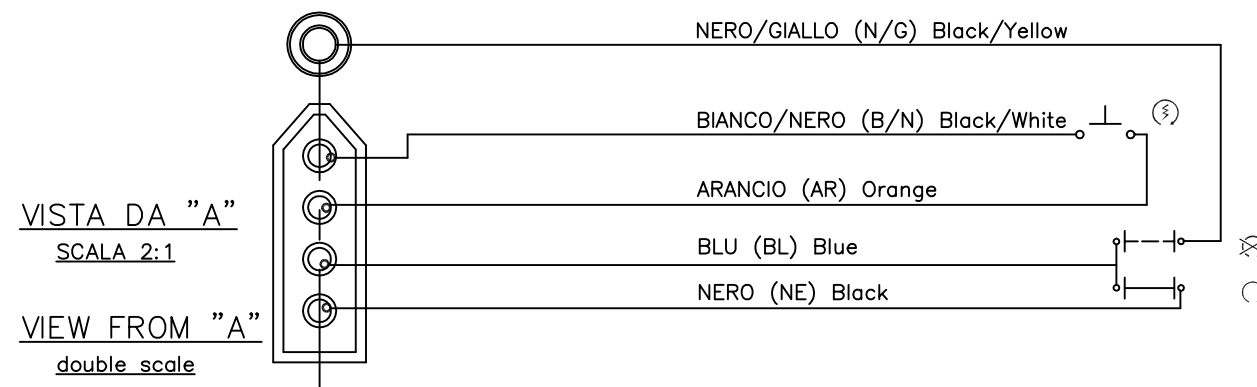 NERO/GIALLO (N/G) Black/Yellow
BIANCO/NERO (B/N) Black/White
ARANCIO (AR) Orange
VISTA DA "A"
SCALA 2:1
BLU (BL) Blue
NERO (NE) Black
VIEW FROM "A"
double scale